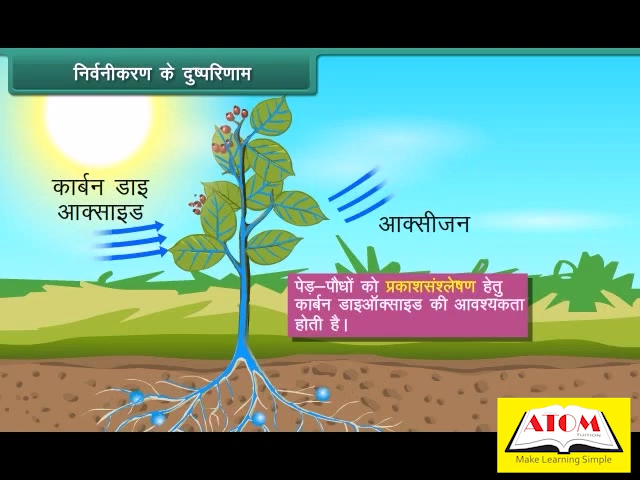 निर्वनीकरण के दुष्परिणाम
कार्बन डाइ
आक्साइड
आक्सीजन
पेड़–पौधों को प्रकाशसंश्लेषण हेतु
कार्बन डाइऑक्साइड की आवश्यकता
होती है।
ATOM
TUITION
Make Learning Simple